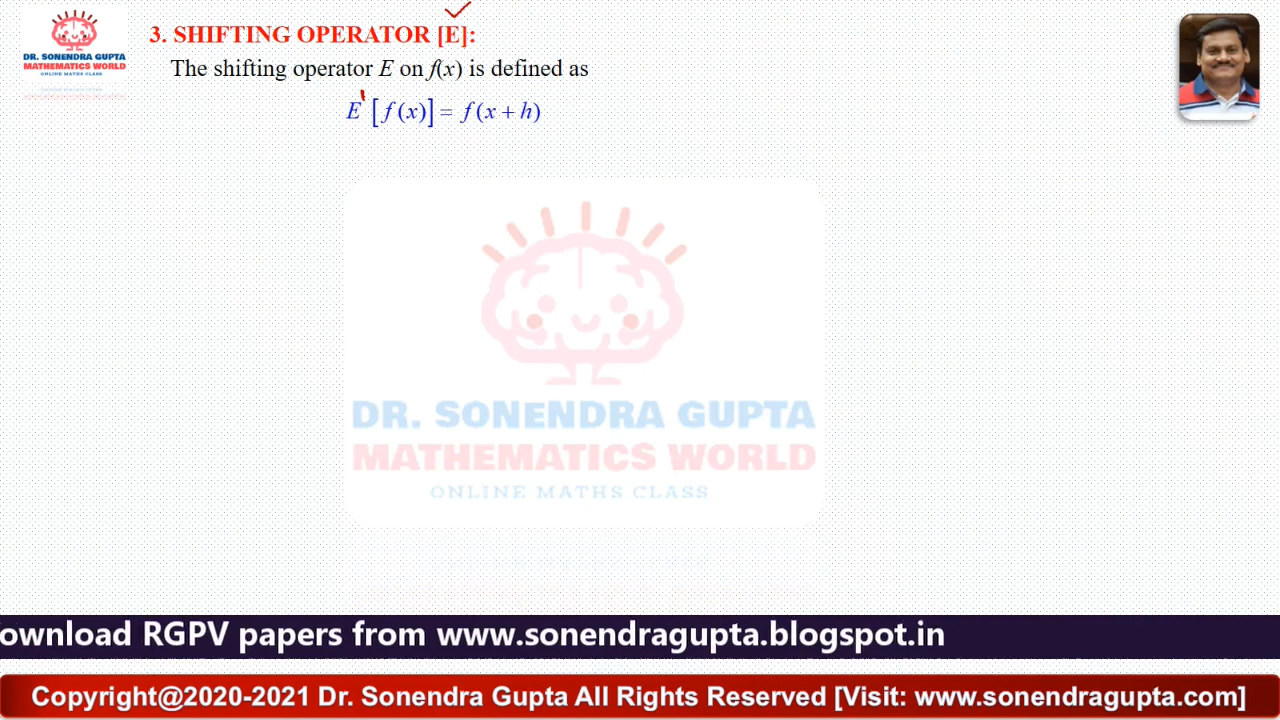 DR. SONENDRA GUPTA
MATHEMATICS WORLD
ONLINE MATHS CLASS
3. SHIFTING OPERATOR [E]:
The shifting operator E on f(x) is defined as
E [f(x)] = f(x + h)
DR. SONENDRA GUPTA
MATHEMATICS WORLD
ONLINE MATHS CLASS
ownload RGPV papers from www.sonendragupta.blogspot.in
Copyright@2020-2021 Dr. Sonendra Gupta All Rights Reserved [Visit: www.sonendragupta.com]